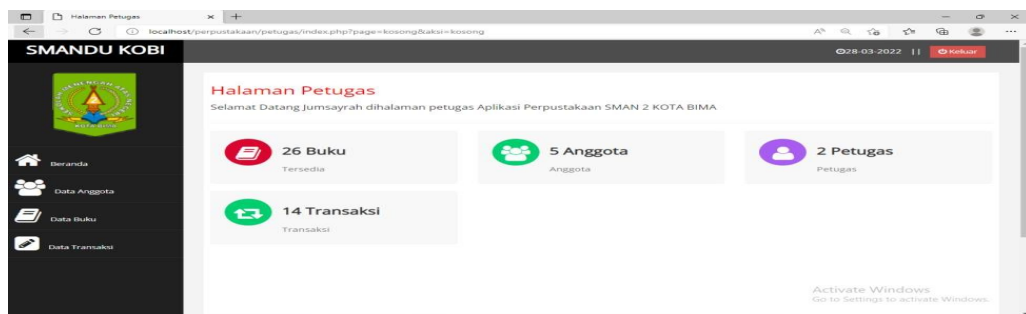 Halaman Petugas
localhost/perpustakaan/petugas/index.php?page=kosong&aksi=kosong
SMANDU KOBI
28-03-2022 || Keluar
Halaman Petugas
Selamat Datang Jumsayrah dihalaman petugas Aplikasi Perpustakaan SMAN 2 KOTA BIMA
Beranda
Data Anggota
Data Buku
Data Transaksi
26 Buku
Tersedia
5 Anggota
Anggota
2 Petugas
Petugas
14 Transaksi
Transaksi
Activate Windows
Go to Settings to activate Windows.